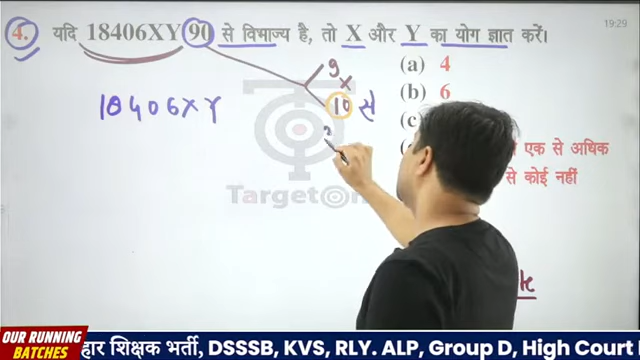 19:29
4. यदि 18406XY 90 से विभाज्य है, तो X और Y का योग ज्ञात करें।
(a) 4
(b) 6
(c)
एक से अधिक
से कोई नहीं
18406XY
9
×
10 से
TargetOn
OUR RUNNING BATCHES
हार शिक्षक भर्ती, DSSSB, KVS, RLY. ALP, Group D, High Court